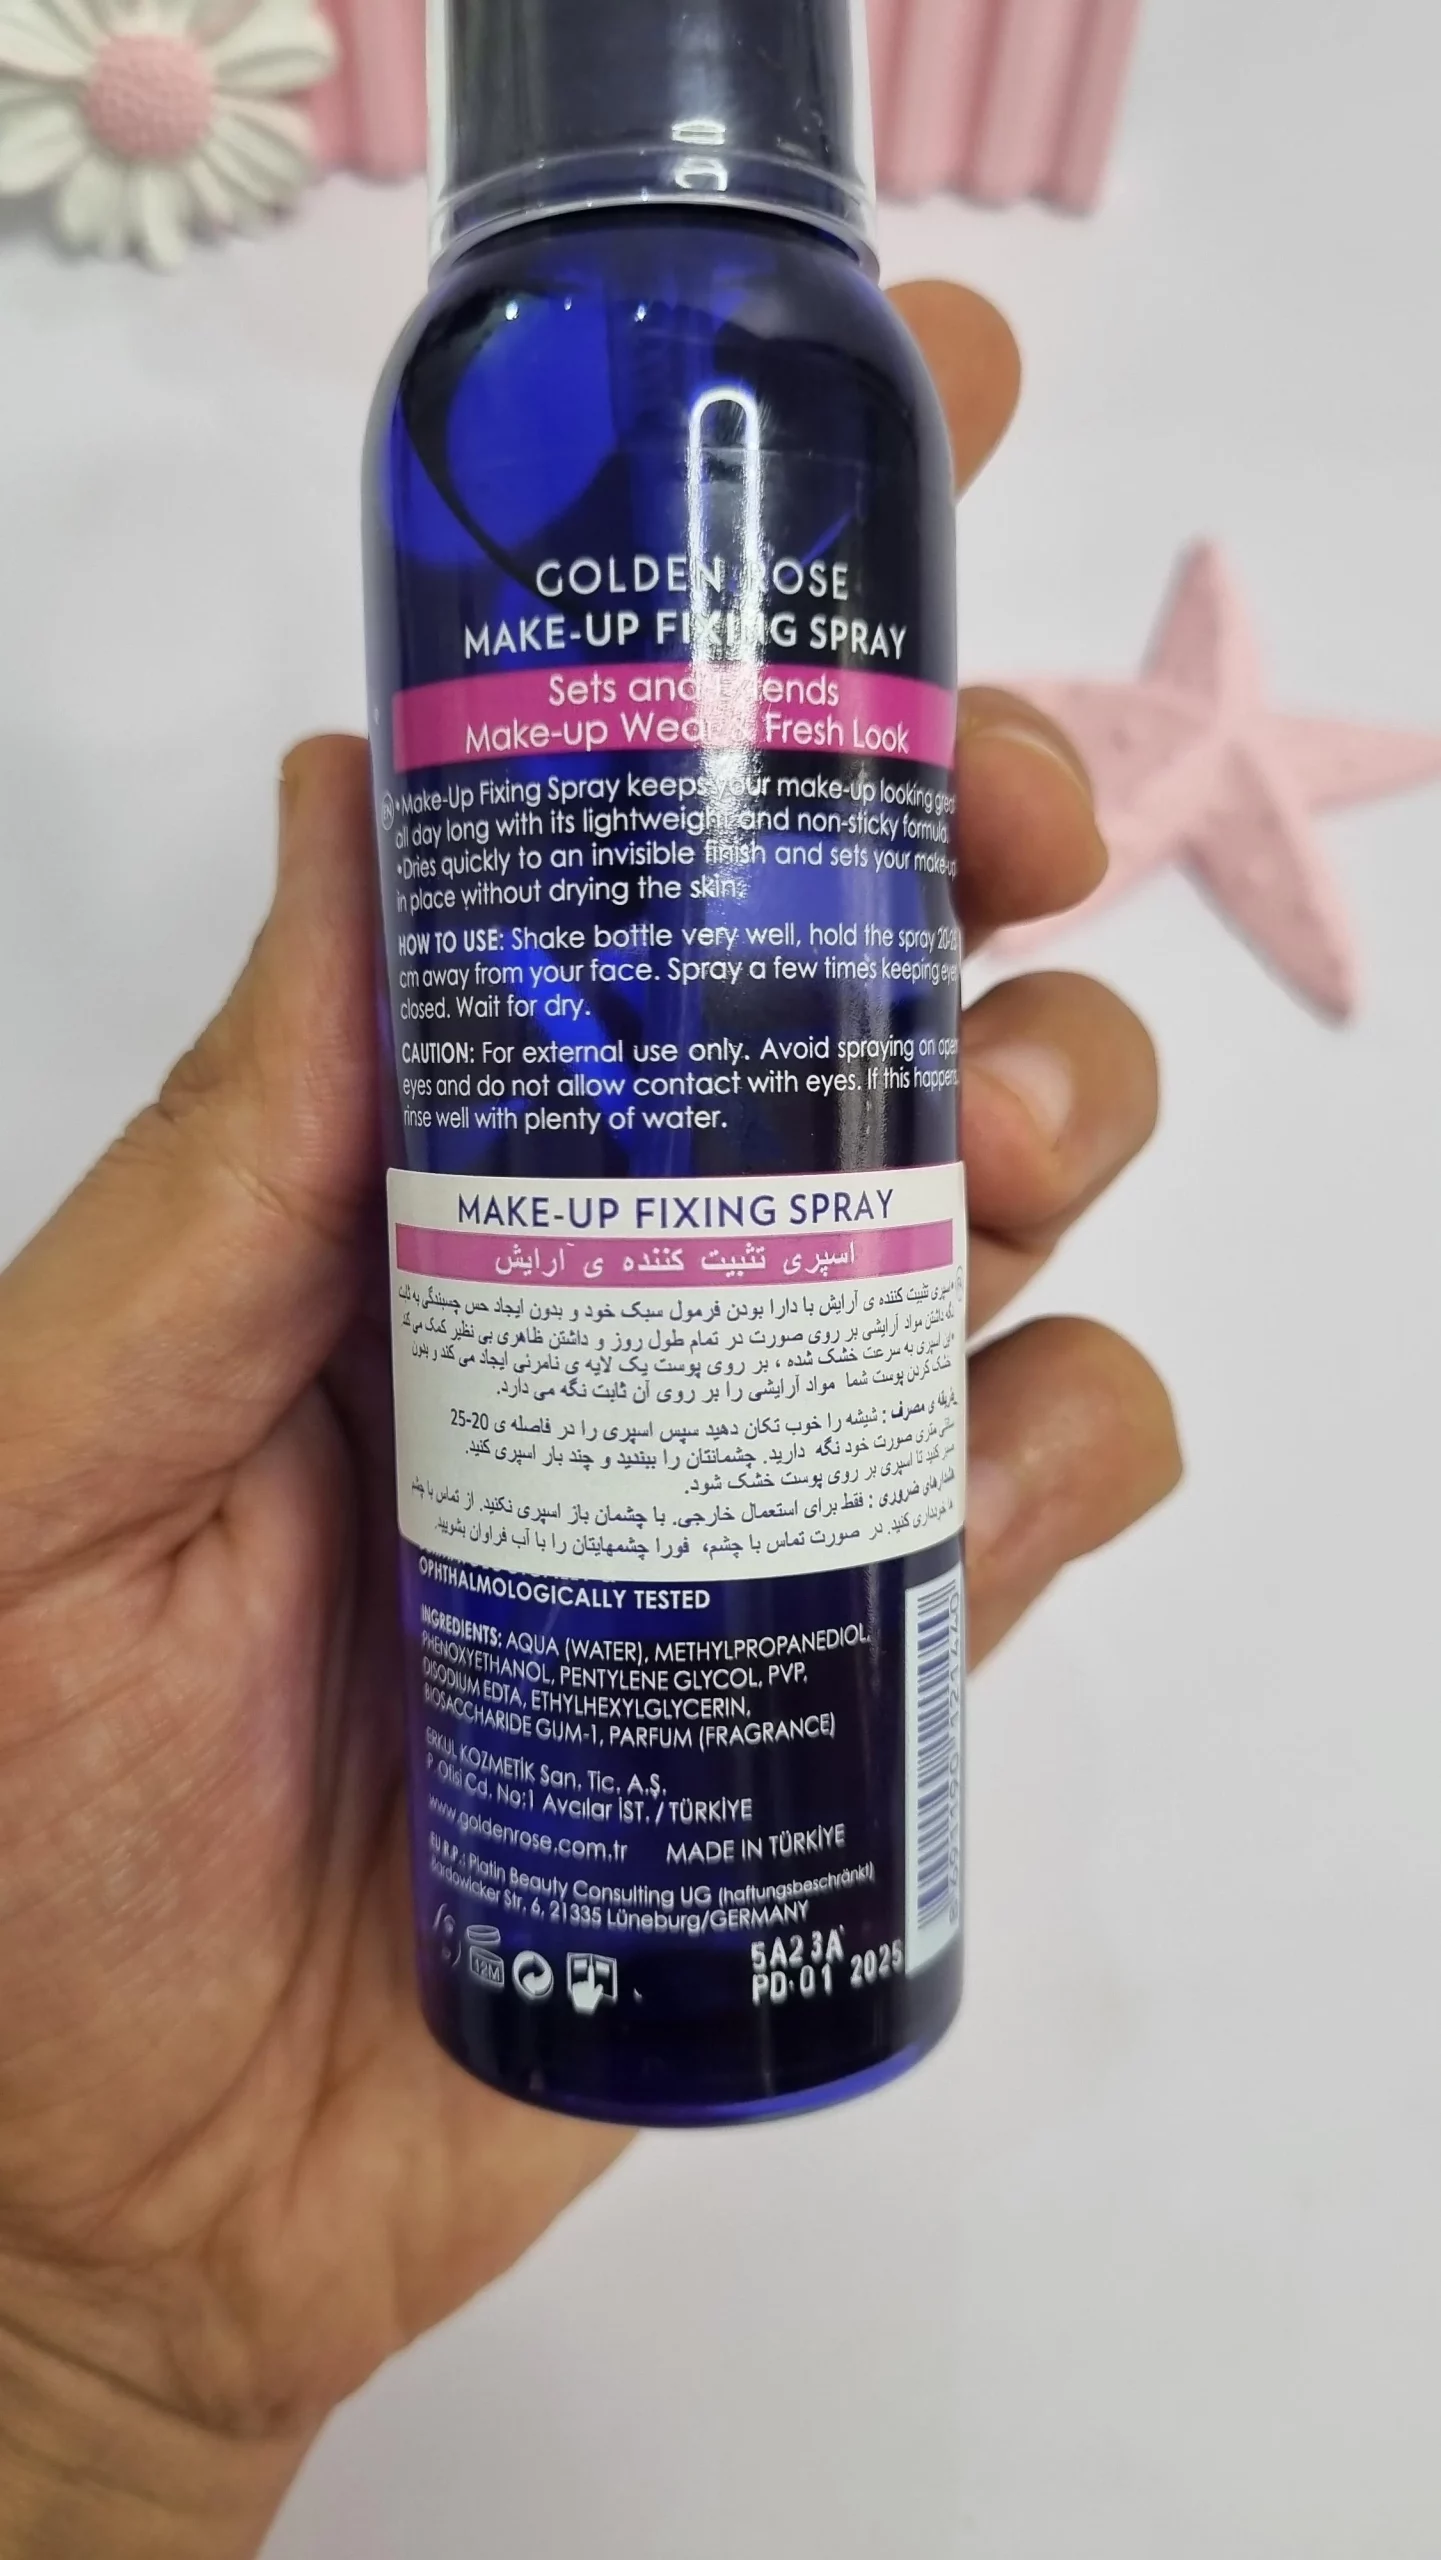 GOLDEN ROSE
MAKE-UP FIXING SPRAY
Sets and Extends
Make-up Wear & Fresh Look
EN •Make-Up Fixing Spray keeps your make-up looking great
all day long with its lightweight and non-sticky formula.
•Dries quickly to an invisible finish and sets your make-up
in place without drying the skin.
HOW TO USE: Shake bottle very well, hold the spray
cm away from your face. Spray a few times keeping eyes
closed. Wait for dry.
CAUTION: For external use only. Avoid spraying on open
eyes and do not allow contact with eyes. If this happens,
rinse well with plenty of water.
MAKE-UP FIXING SPRAY
اسپری تثبیت کننده ی آرایش
•اسپری تثبیت کننده ی آرایش با دارا بودن فرمول سبک خود و بدون ایجاد حس چسبندگی به ثابت
نگه داشتن مواد آرایشی بر روی صورت در تمام طول روز و داشتن ظاهری بی نظیر کمک می کند
•این اسپری به سرعت خشک شده ، بر روی پوست یک لایه ی نامرئی ایجاد می کند و بدون
خشک کردن پوست شما مواد آرایشی را بر روی آن ثابت نگه می دارد.
طریقه ی مصرف : شیشه را خوب تکان دهید سپس اسپری را در فاصله ی 20-25
سانتی متری صورت خود نگه دارید. چشمانتان را ببندید و چند بار اسپری کنید.
صبر کنید تا اسپری بر روی پوست خشک شود.
هشدارهای ضروری : فقط برای استعمال خارجی. با چشمان باز اسپری نکنید. از تماس با چشم
ها خودداری کنید. در صورت تماس با چشم، فورا چشمهایتان را با آب فراوان بشویید.
OPHTHALMOLOGICALLY TESTED
INGREDIENTS: AQUA (WATER), METHYLPROPANEDIOL,
PHENOXYETHANOL, PENTYLENE GLYCOL, PVP,
DISODIUM EDTA, ETHYLHEXYLGLYCERIN,
BIOSACCHARIDE GUM-1, PARFUM (FRAGRANCE)
ERKUL KOZMETİK San. Tic. A.Ş.
P. Ofisi Cd. No:1 Avcılar İST. / TÜRKİYE
www.goldenrose.com.tr MADE IN TÜRKİYE
EU R.P.: Platin Beauty Consulting UG (haftungsbeschränkt)
Bardowicker Str. 6, 21335 Lüneburg/GERMANY
12M
5A23A
PD:01 2025